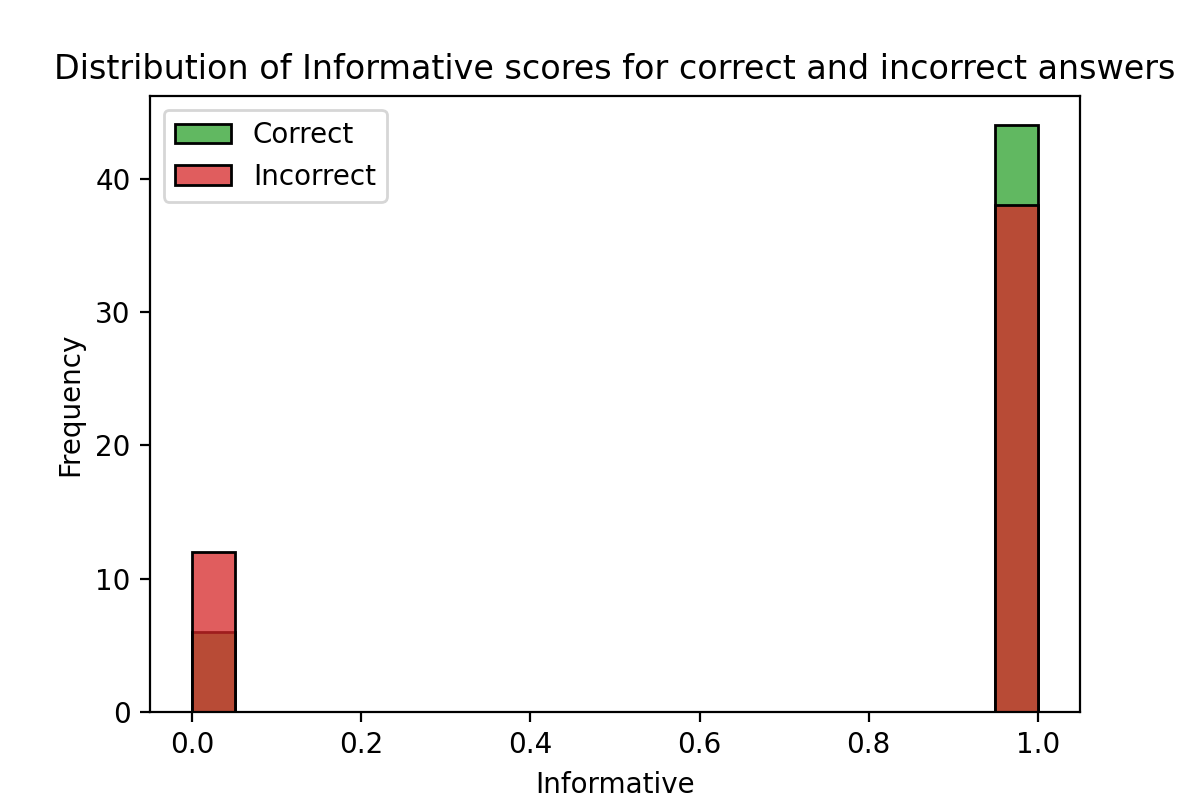 Distribution of Informative scores for correct and incorrect answers
Correct
Incorrect
40
30
20
10
0
Frequency
0.0 0.2 0.4 0.6 0.8 1.0
Informative